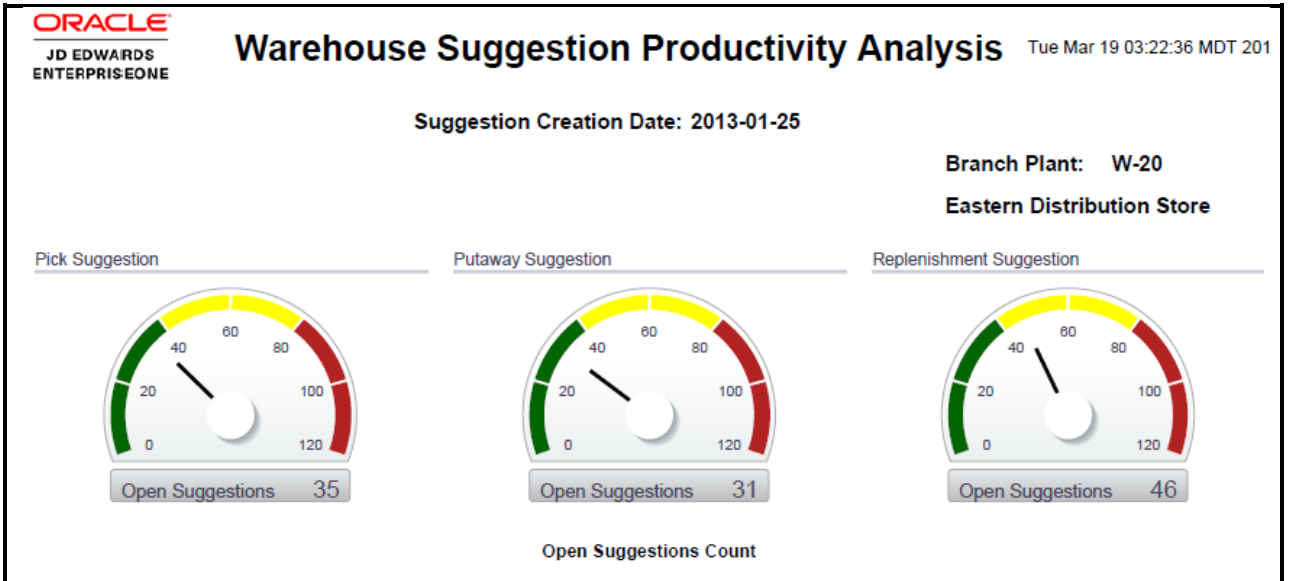 ORACLE
JD EDWARDS
ENTERPRISEONE
Warehouse Suggestion Productivity Analysis
Tue Mar 19 03:22:36 MDT 201
Suggestion Creation Date: 2013-01-25
Branch Plant: W-20
Eastern Distribution Store
Pick Suggestion
0
20
40
60
80
100
120
Open Suggestions 35
Putaway Suggestion
0
20
40
60
80
100
120
Open Suggestions 31
Replenishment Suggestion
0
20
40
60
80
100
120
Open Suggestions 46
Open Suggestions Count